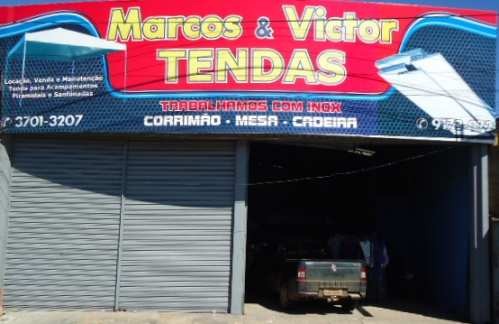 Marcos & Victor
TENDAS
Locação, Venda e Manutenção
Tenda para Acampamentos
Piramidais e Sanfonadas
TRABALHAMOS COM INOX
CORRIMÃO - MESA - CADEIRA
3701-3207